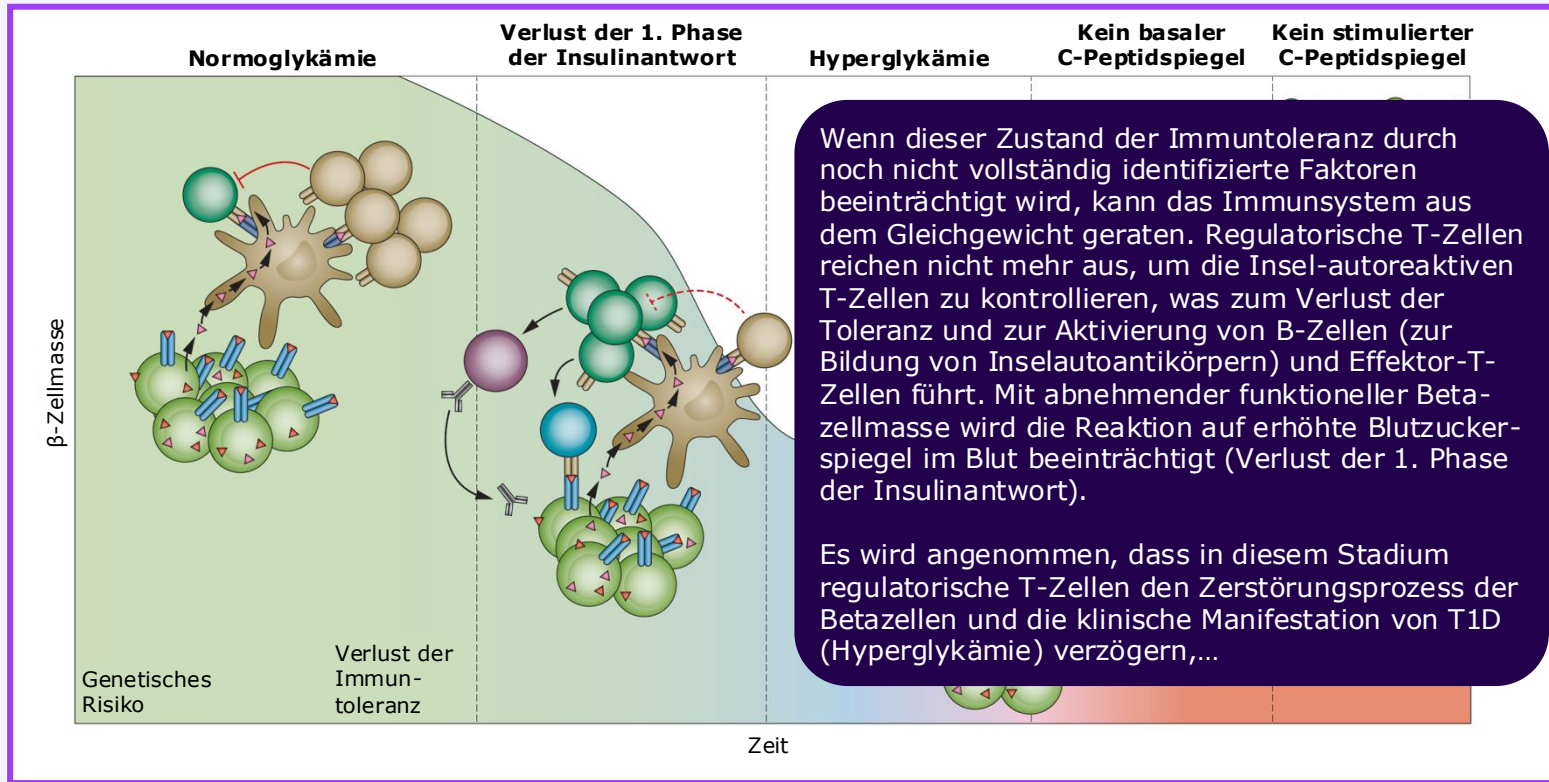 Normoglykämie
Verlust der 1. Phase
der Insulinantwort
Hyperglykämie
Kein basaler
C-Peptidspiegel
Kein stimulierter
C-Peptidspiegel
β-Zellmasse
Wenn dieser Zustand der Immuntoleranz durch
noch nicht vollständig identifizierte Faktoren
beeinträchtigt wird, kann das Immunsystem aus
dem Gleichgewicht geraten. Regulatorische T-Zellen
reichen nicht mehr aus, um die Insel-autoreaktiven
T-Zellen zu kontrollieren, was zum Verlust der
Toleranz und zur Aktivierung von B-Zellen (zur
Bildung von Inselautoantikörpern) und Effektor-T-
Zellen führt. Mit abnehmender funktioneller Beta-
zellmasse wird die Reaktion auf erhöhte Blutzucker-
spiegel im Blut beeinträchtigt (Verlust der 1. Phase
der Insulinantwort).
Es wird angenommen, dass in diesem Stadium
regulatorische T-Zellen den Zerstörungsprozess der
Betazellen und die klinische Manifestation von T1D
(Hyperglykämie) verzögern,...
Genetisches
Risiko
Verlust der
Immun-
toleranz
Zeit